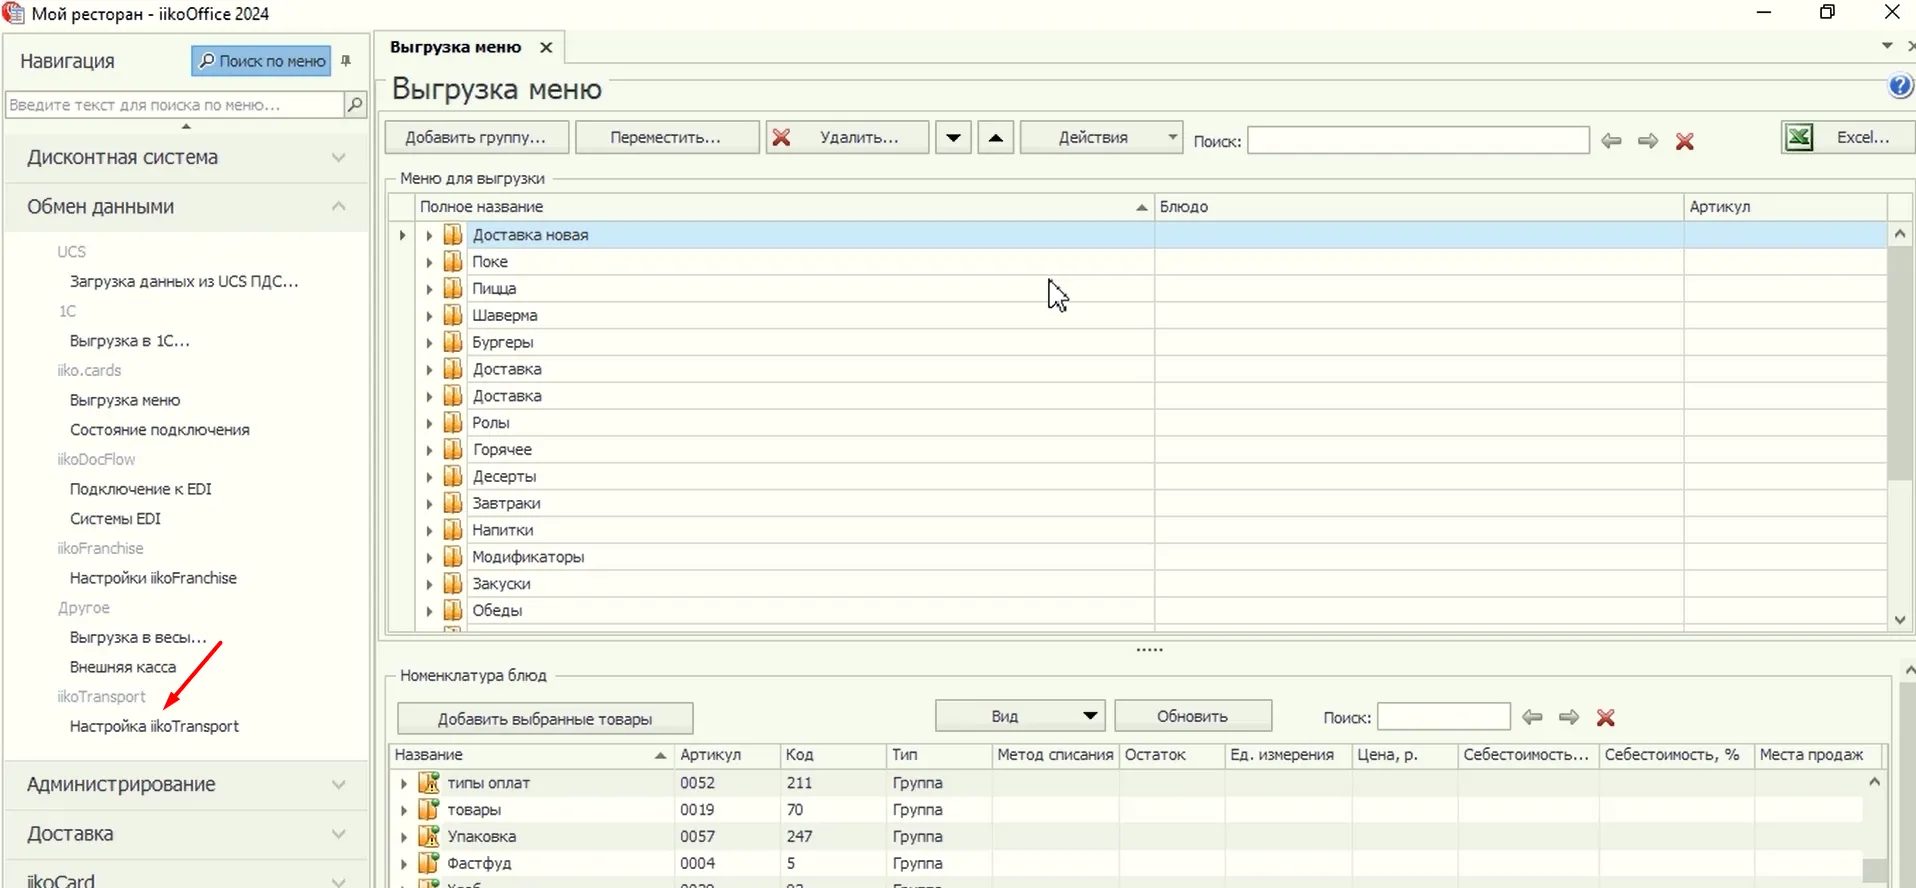 Мой ресторан - iikoOffice 2024
Навигация
Поиск по меню
Введите текст для поиска по меню...
Дисконтная система
Обмен данными
UCS
Загрузка данных из UCS ПДС...
1С
Выгрузка в 1С...
iiko.cards
Выгрузка меню
Состояние подключения
iikoDocFlow
Подключение к EDI
Системы EDI
iikoFranchise
Настройки iikoFranchise
Другое
Выгрузка в весы...
Внешняя касса
iikoTransport
Настройка iikoTransport
Администрирование
Доставка
iikoCard
Выгрузка меню
Выгрузка меню
Добавить группу... Переместить... Удалить... Действия Поиск: Excel...
Меню для выгрузки
Полное название Блюдо Артикул
Доставка новая
Поке
Пицца
Шаверма
Бургеры
Доставка
Доставка
Ролы
Горячее
Десерты
Завтраки
Напитки
Модификаторы
Закуски
Обеды
Номенклатура блюд
Добавить выбранные товары Вид Обновить Поиск:
Название Артикул Код Тип Метод списания Остаток Ед. измерения Цена, р. Себестоимость... Себестоимость, % Места продаж
типы оплат 0052 211 Группа
товары 0019 70 Группа
Упаковка 0057 247 Группа
Фастфуд 0004 5 Группа